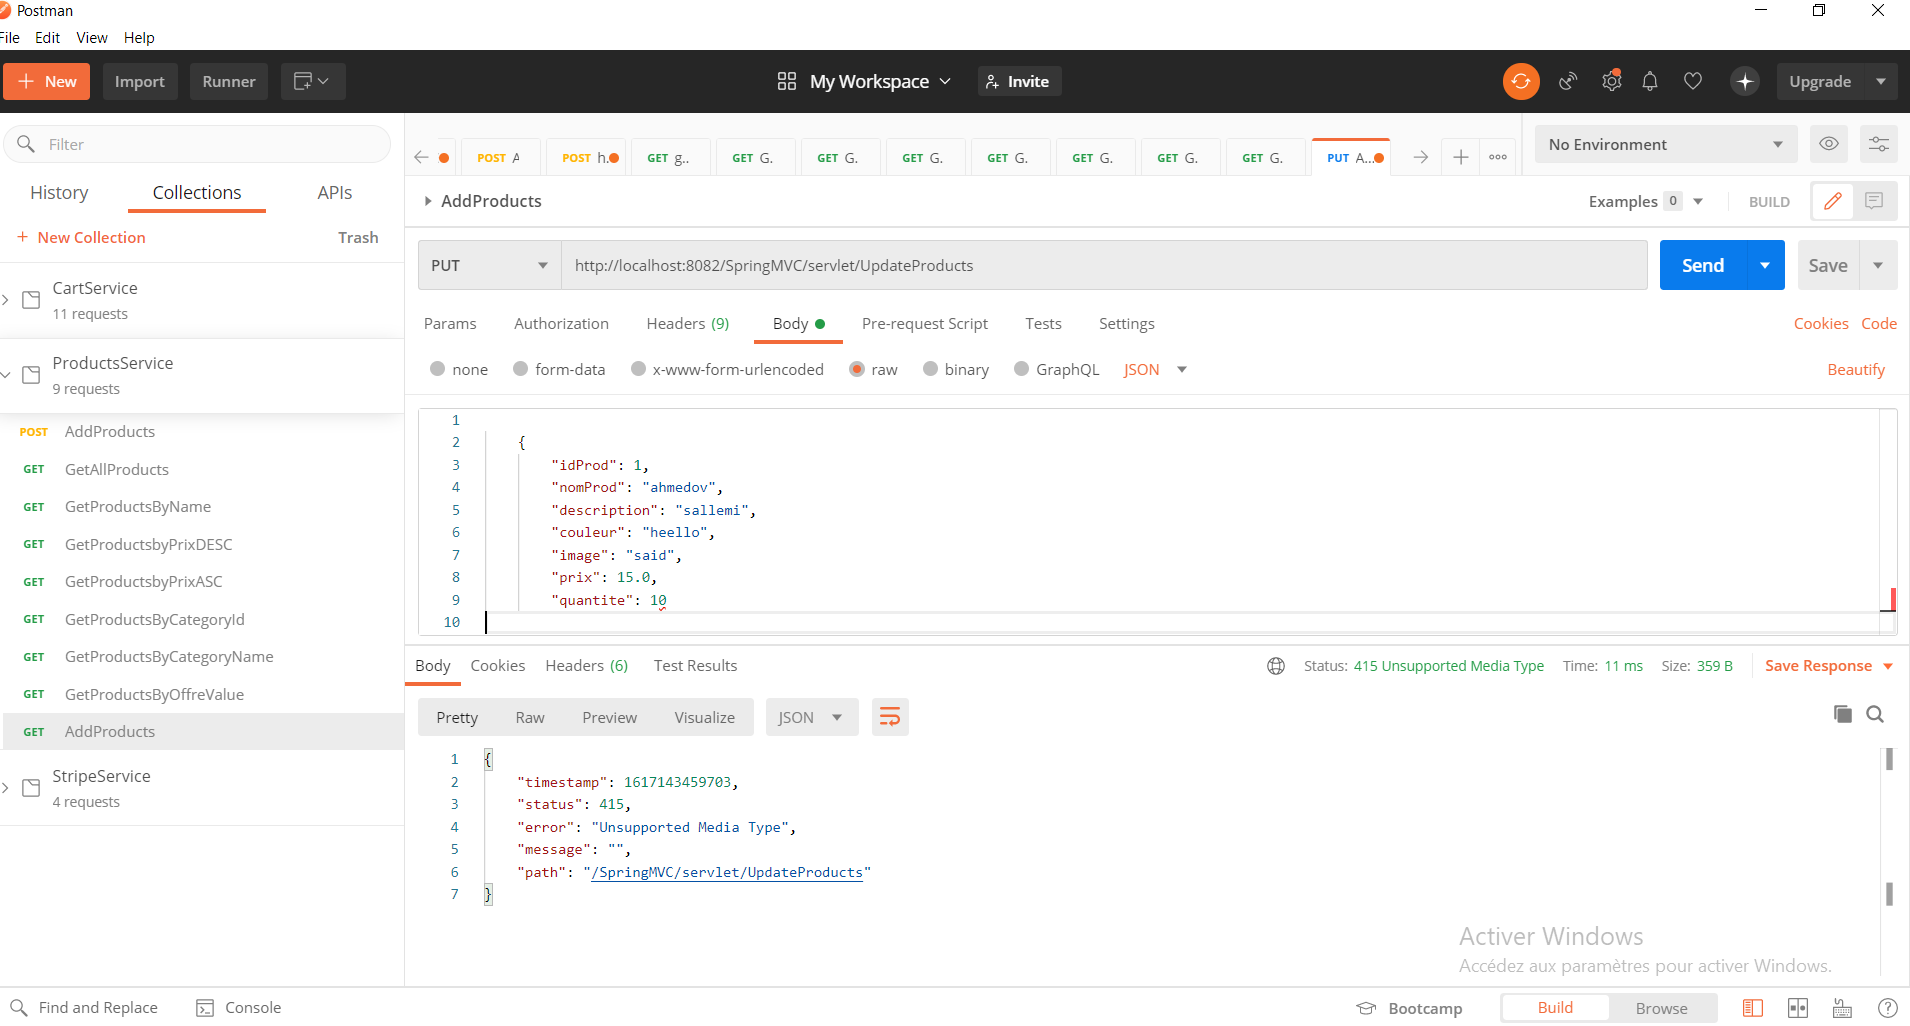 Postman
File Edit View Help
+ New Import Runner My Workspace Invite Upgrade
Filter
History Collections APIs
+ New Collection Trash
CartService
11 requests
ProductsService
9 requests
POST AddProducts
GET GetAllProducts
GET GetProductsByName
GET GetProductsbyPrixDESC
GET GetProductsbyPrixASC
GET GetProductsByCategoryId
GET GetProductsByCategoryName
GET GetProductsByOffreValue
GET AddProducts
StripeService
4 requests
POST A POST h. GET g.. GET G. GET G. GET G. GET G. GET G. GET G. GET G. PUT A... No Environment
AddProducts Examples 0 BUILD
PUT http://localhost:8082/SpringMVC/servlet/UpdateProducts Send Save
Params Authorization Headers (9) Body Pre-request Script Tests Settings Cookies Code
none form-data x-www-form-urlencoded raw binary GraphQL JSON Beautify
1
2 {
3 "idProd": 1,
4 "nomProd": "ahmedov",
5 "description": "sallemi",
6 "couleur": "heello",
7 "image": "said",
8 "prix": 15.0,
9 "quantite": 10
10
Body Cookies Headers (6) Test Results Status: 415 Unsupported Media Type Time: 11 ms Size: 359 B Save Response
Pretty Raw Preview Visualize JSON
1 {
2 "timestamp": 1617143459703,
3 "status": 415,
4 "error": "Unsupported Media Type",
5 "message": "",
6 "path": "/SpringMVC/servlet/UpdateProducts"
7 }
Activer Windows
Accédez aux paramètres pour activer Windows.
Find and Replace Console Bootcamp Build Browse